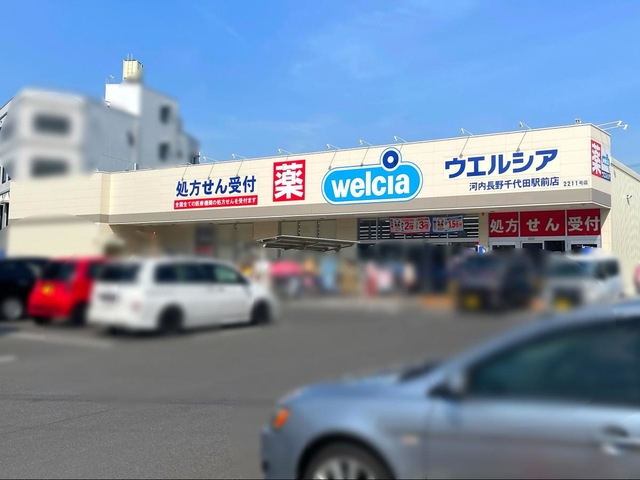 処方せん受付
全国全ての医療機関の処方せんを受付ます
薬
welcia
ウエルシア
河内長野千代田駅前店 2211号店
薬
処方せん受付